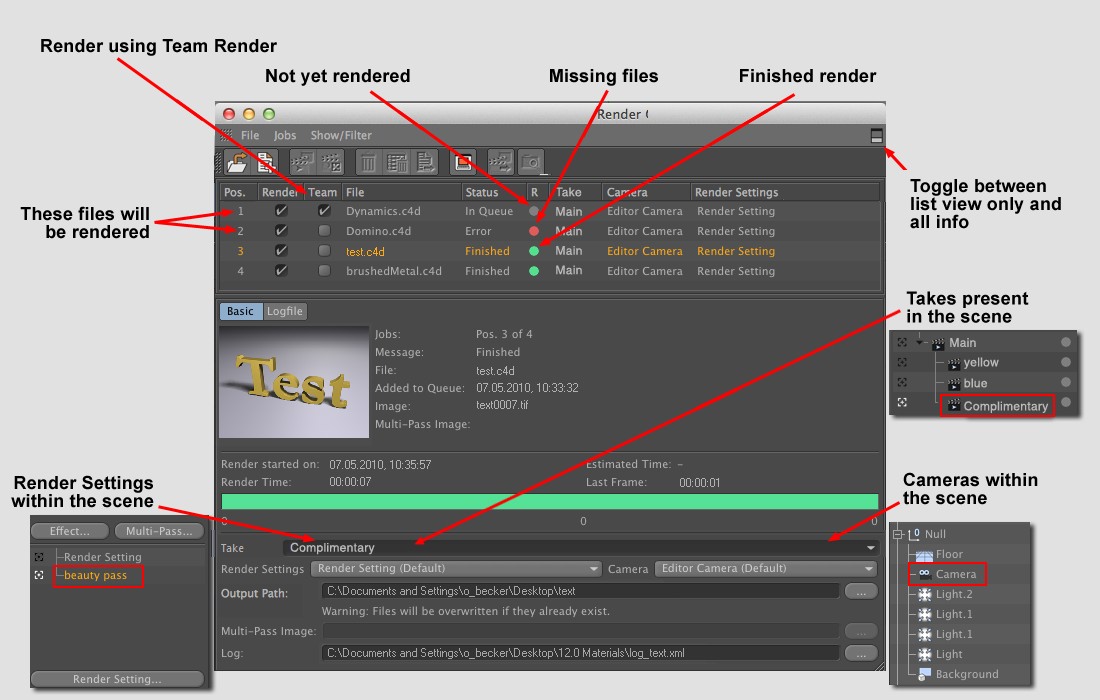 Render using Team Render
Not yet rendered
Missing files
Finished render
Render
File Jobs Show/Filter
Toggle between
list view only and
all info
Pos. Render Team File Status R Take Camera Render Settings
1 Dynamics.c4d In Queue Main Editor Camera Render Setting
2 Domino.c4d Error Main Editor Camera Render Setting
3 test.c4d Finished Main Editor Camera Render Setting
4 brushedMetal.c4d Finished Main Editor Camera Render Setting
These files will
be rendered
Basic Logfile
Test
Jobs: Pos. 3 of 4
Message: Finished
File: test.c4d
Added to Queue: 07.05.2010, 10:33:32
Image: text0007.tif
Multi-Pass Image:
Takes present
in the scene
Main
yellow
blue
Complimentary
Render started on: 07.05.2010, 10:35:57 Estimated Time: –
Render Time: 00:00:07 Last Frame: 00:00:01
0 0 0
Render Settings
within the scene
Effect... Multi-Pass...
Render Setting
beauty pass
Render Setting...
Cameras within
the scene
0 Null
Floor
Camera
Light.2
Light.1
Light.1
Light
Background
Take Complimentary
Render Settings Render Setting (Default) Camera Editor Camera (Default)
Output Path: C:\Documents and Settings\o_becker\Desktop\text ...
Warning: Files will be overwritten if they already exist.
Multi-Pass Image: ...
Log: C:\Documents and Settings\o_becker\Desktop\12.0 Materials\log_text.xml ...